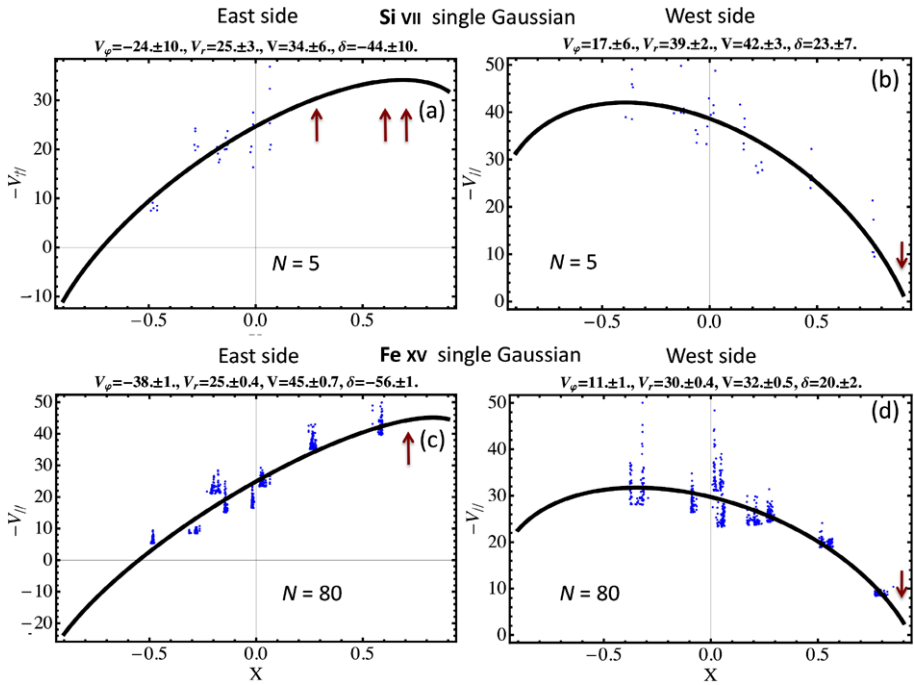 East side Si VII single Gaussian West side
Vφ=−24.±10., Vr=25.±3., V=34.±6., δ=−44.±10. Vφ=17.±6., Vr=39.±2., V=42.±3., δ=23.±7.
(a) (b)
−V// −V//
30 20 10 0 −10
50 40 30 20 10 0
N = 5 N = 5
−0.5 0.0 0.5 −0.5 0.0 0.5
East side Fe XV single Gaussian West side
Vφ=−38.±1., Vr=25.±0.4, V=45.±0.7, δ=−56.±1. Vφ=11.±1., Vr=30.±0.4, V=32.±0.5, δ=20.±2.
(c) (d)
−V// −V//
50 40 30 20 10 0 −10 −20
50 40 30 20 10 0
N = 80 N = 80
−0.5 0.0 0.5 −0.5 0.0 0.5
X X